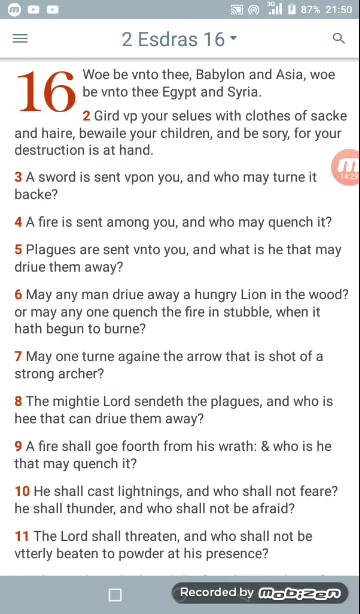 3G 87% 21:50
2 Esdras 16
16 Woe be vnto thee, Babylon and Asia, woe
be vnto thee Egypt and Syria.
2 Gird vp your selues with clothes of sacke
and haire, bewaile your children, and be sory, for your
destruction is at hand.
14:29
3 A sword is sent vpon you, and who may turne it
backe?
4 A fire is sent among you, and who may quench it?
5 Plagues are sent vnto you, and what is he that may
driue them away?
6 May any man driue away a hungry Lion in the wood?
or may any one quench the fire in stubble, when it
hath begun to burne?
7 May one turne againe the arrow that is shot of a
strong archer?
8 The mightie Lord sendeth the plagues, and who is
hee that can driue them away?
9 A fire shall goe foorth from his wrath: & who is he
that may quench it?
10 He shall cast lightnings, and who shall not feare?
he shall thunder, and who shall not be afraid?
11 The Lord shall threaten, and who shall not be
vtterly beaten to powder at his presence?
Recorded by mobizen